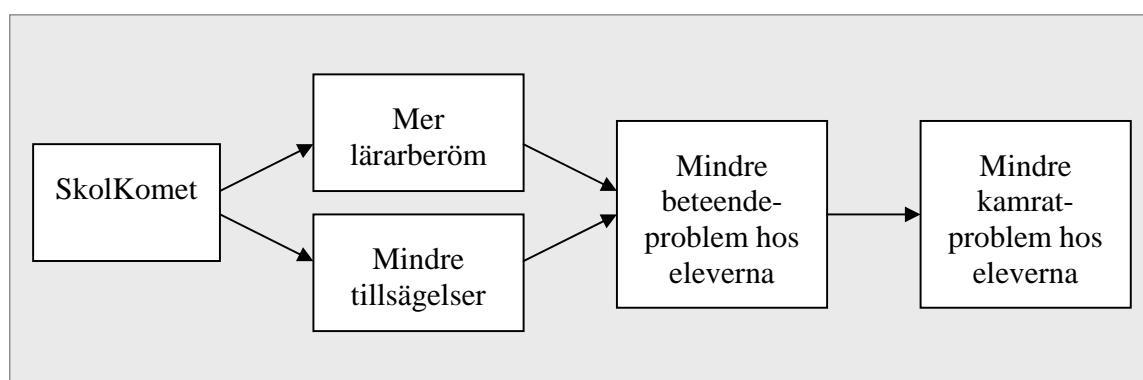 SkolKomet
Mer
lärarberöm
Mindre
tillsägelser
Mindre
beteende-
problem hos
eleverna
Mindre
kamrat-
problem hos
eleverna